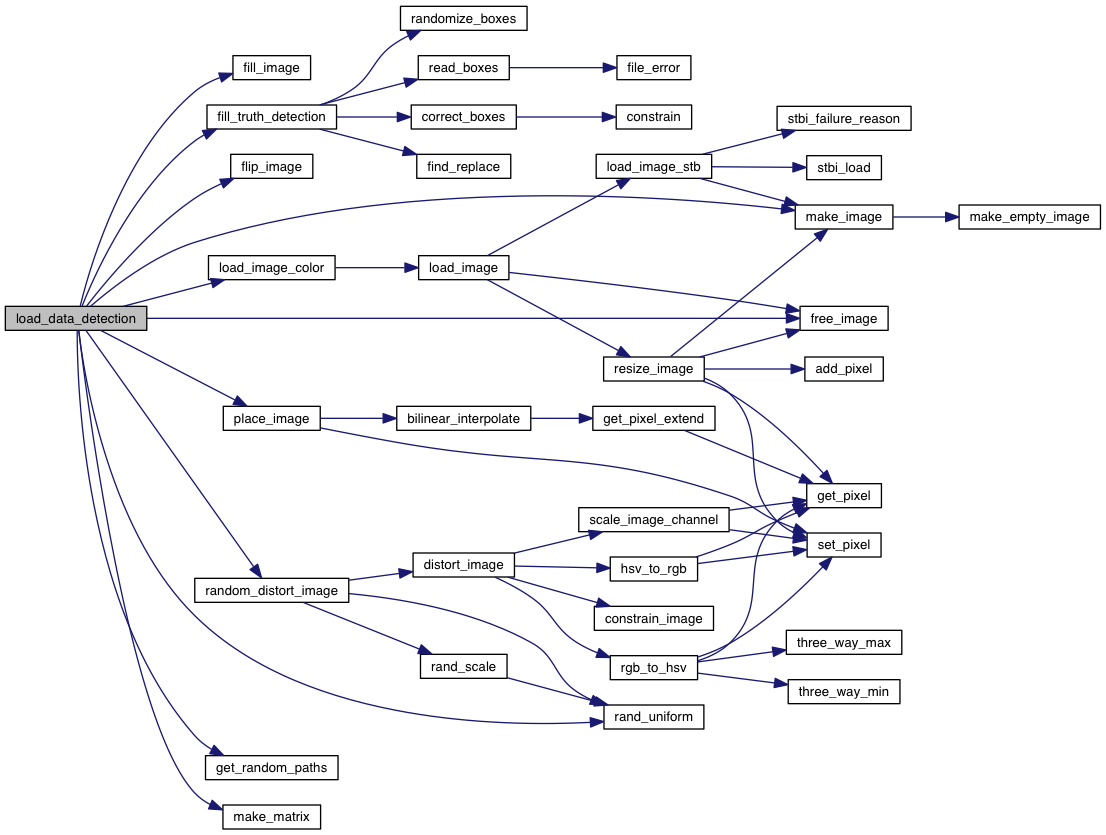 randomize_boxes
fill_image
read_boxes
file_error
fill_truth_detection
correct_boxes
constrain
stbi_failure_reason
flip_image
find_replace
load_image_stb
stbi_load
make_image
make_empty_image
load_image_color
load_image
load_data_detection
free_image
resize_image
add_pixel
place_image
bilinear_interpolate
get_pixel_extend
get_pixel
scale_image_channel
set_pixel
distort_image
hsv_to_rgb
random_distort_image
constrain_image
three_way_max
rand_scale
rgb_to_hsv
three_way_min
rand_uniform
get_random_paths
make_matrix